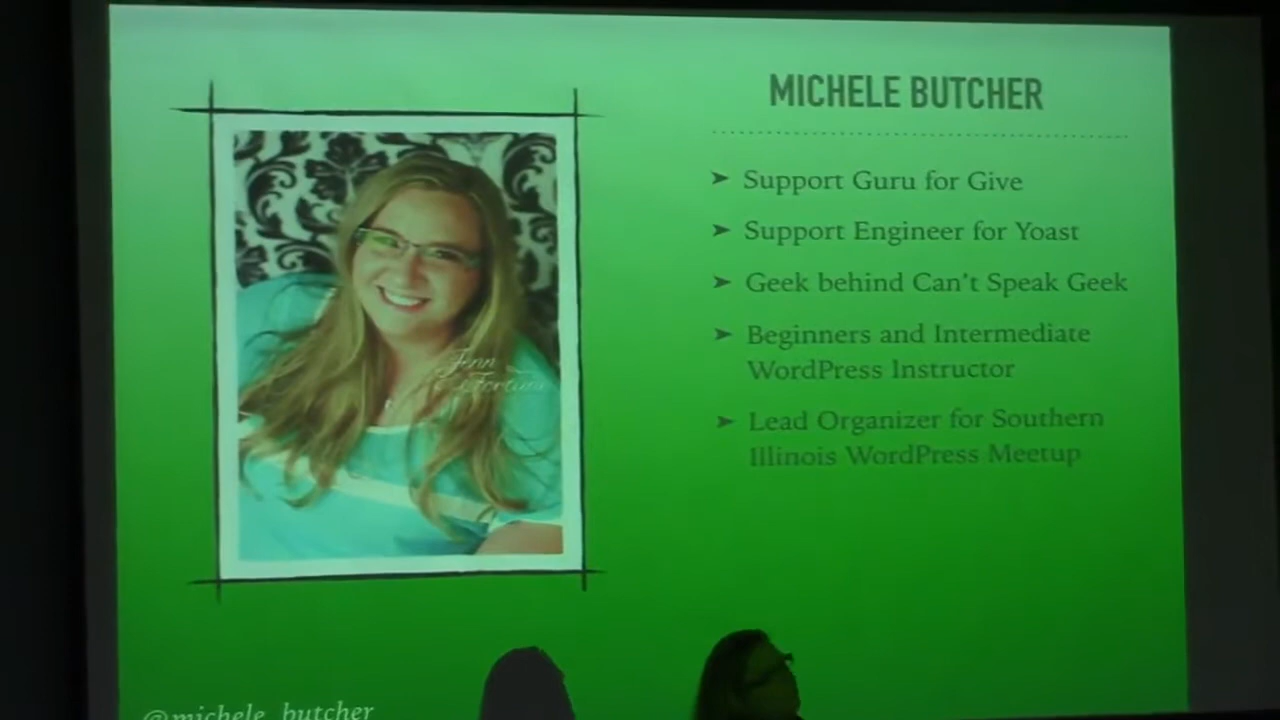 MICHELE BUTCHER
➤ Support Guru for Give
➤ Support Engineer for Yoast
➤ Geek behind Can't Speak Geek
➤ Beginners and Intermediate
WordPress Instructor
➤ Lead Organizer for Southern
Illinois WordPress Meetup
Jenn
@michele_butcher